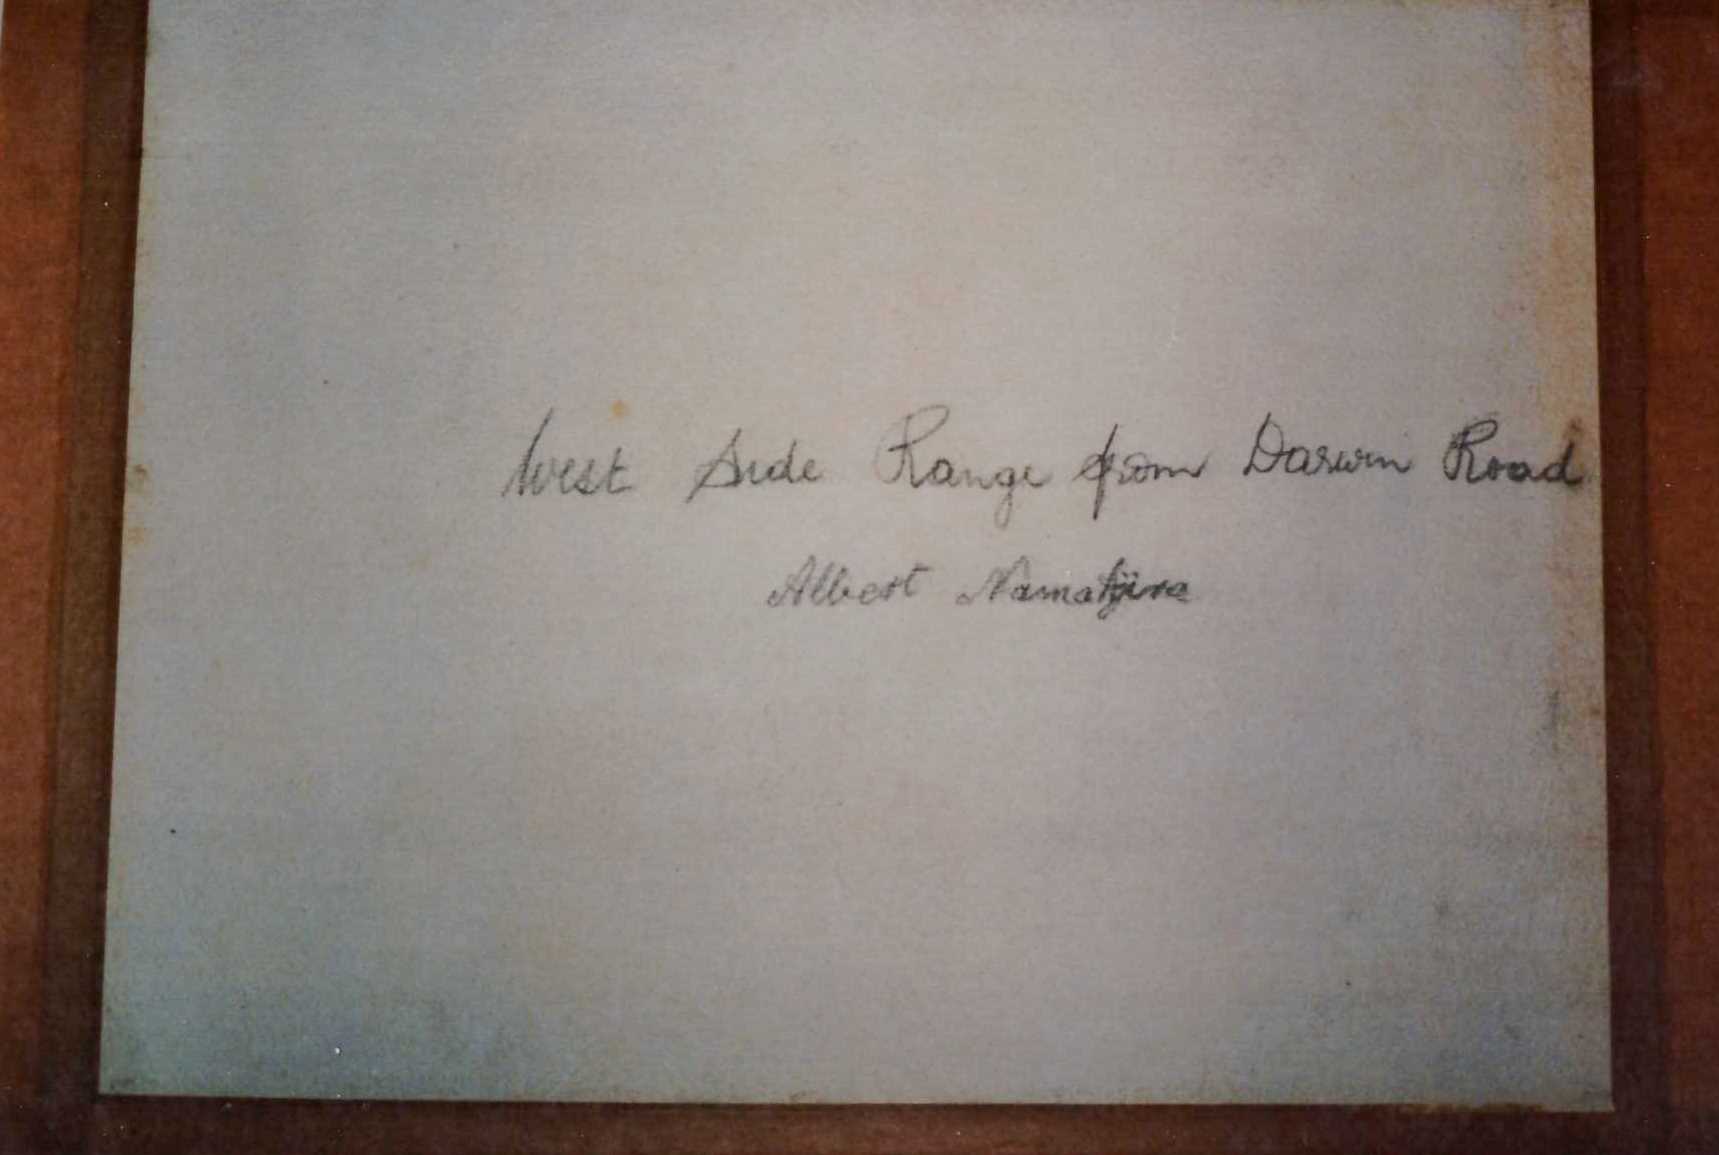 West Side Range from Darwin Road
Albert Namatjira